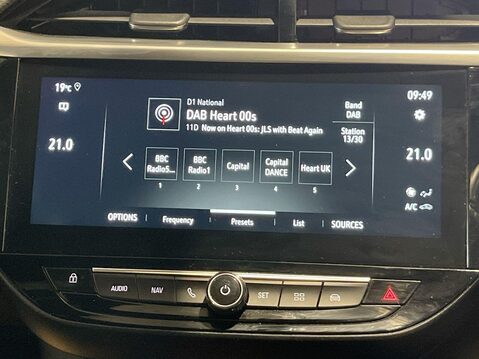 19°C
09:49
D1 National
DAB Heart 00s
11D Now on Heart 00s: JLS with Beat Again
Band
DAB
Station
13/30
21.0
21.0
BBC
Radio5...
BBC
Radio1
Capital
Capital
DANCE
Heart UK
1 2 3 4 5
A/C
OPTIONS Frequency Presets List SOURCES
AUDIO NAV SET